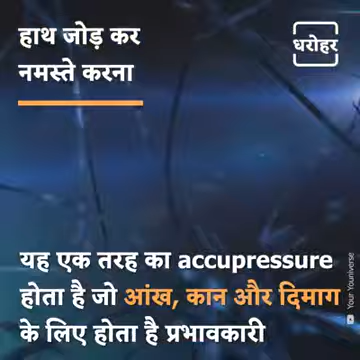 हाथ जोड़ कर
नमस्ते करना
धरोहर
यह एक तरह का accupressure
होता है जो आंख, कान और दिमाग
के लिए होता है प्रभावकारी
Your Youniverse